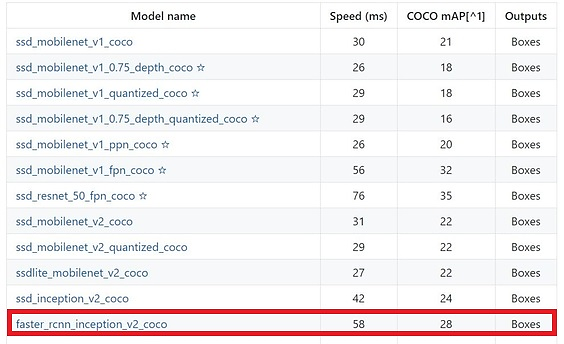 Model name Speed (ms) COCO mAP[^1] Outputs
ssd_mobilenet_v1_coco 30 21 Boxes
ssd_mobilenet_v1_0.75_depth_coco ☆ 26 18 Boxes
ssd_mobilenet_v1_quantized_coco ☆ 29 18 Boxes
ssd_mobilenet_v1_0.75_depth_quantized_coco ☆ 29 16 Boxes
ssd_mobilenet_v1_ppn_coco ☆ 26 20 Boxes
ssd_mobilenet_v1_fpn_coco ☆ 56 32 Boxes
ssd_resnet_50_fpn_coco ☆ 76 35 Boxes
ssd_mobilenet_v2_coco 31 22 Boxes
ssd_mobilenet_v2_quantized_coco 29 22 Boxes
ssdlite_mobilenet_v2_coco 27 22 Boxes
ssd_inception_v2_coco 42 24 Boxes
faster_rcnn_inception_v2_coco 58 28 Boxes